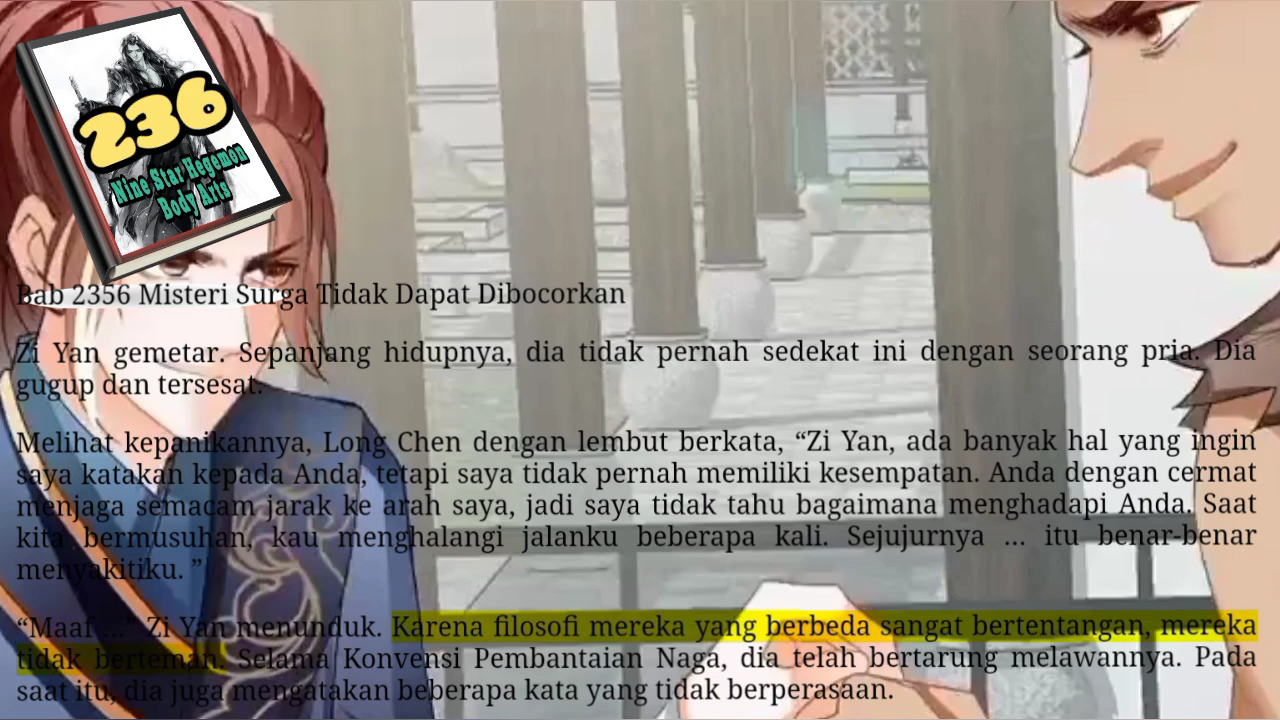 236
Nine Star Hegemon
Body Arts
Bab 2356 Misteri Surga Tidak Dapat Dibocorkan
Zi Yan gemetar. Sepanjang hidupnya, dia tidak pernah sedekat ini dengan seorang pria. Dia
gugup dan tersesat.
Melihat kepanikannya, Long Chen dengan lembut berkata, “Zi Yan, ada banyak hal yang ingin
saya katakan kepada Anda, tetapi saya tidak pernah memiliki kesempatan. Anda dengan cermat
menjaga semacam jarak ke arah saya, jadi saya tidak tahu bagaimana menghadapi Anda. Saat
kita bermusuhan, kau menghalangi jalanku beberapa kali. Sejujurnya ... itu benar-benar
menyakitiku. ”
“Maaf ...” Zi Yan menunduk. Karena filosofi mereka yang berbeda sangat bertentangan, mereka
tidak berteman. Selama Konvensi Pembantaian Naga, dia telah bertarung melawannya. Pada
saat itu, dia juga mengatakan beberapa kata yang tidak berperasaan.